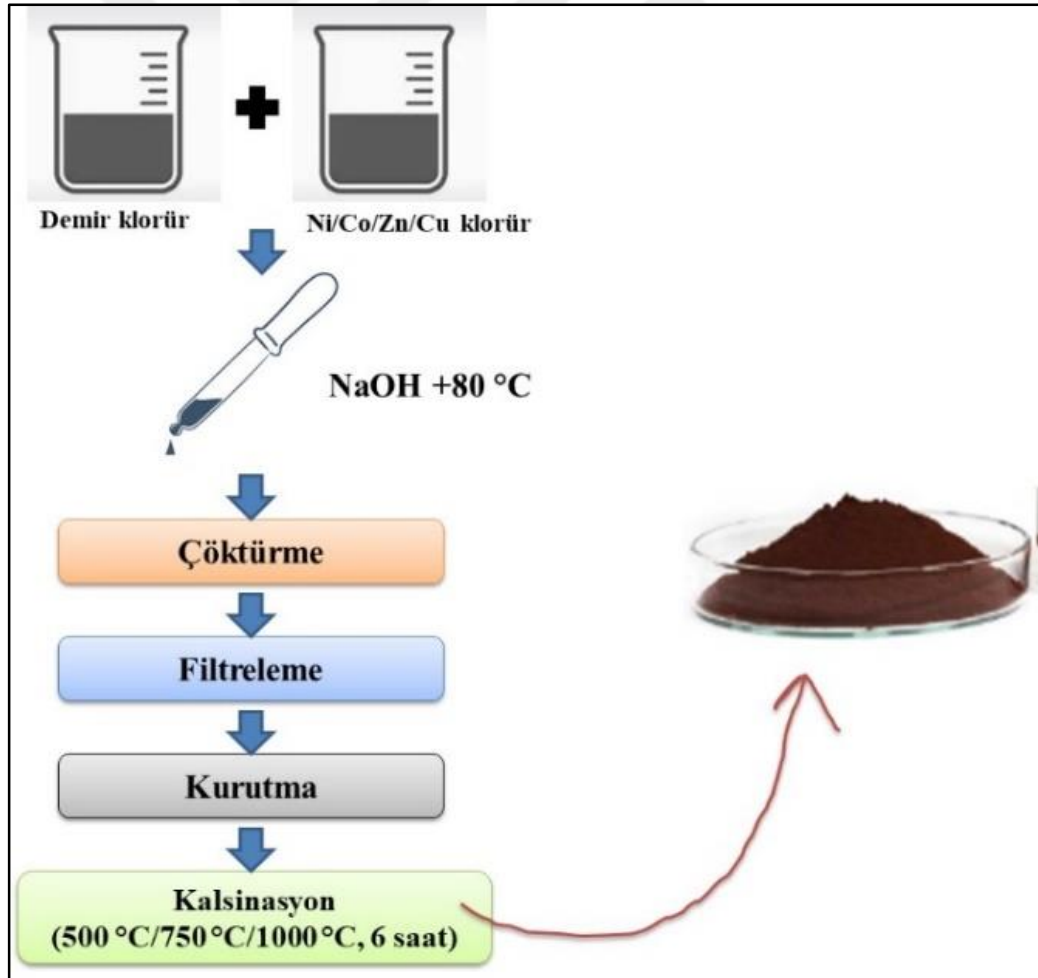 Demir klorür
Ni/Co/Zn/Cu klorür
NaOH +80 °C
Çöktürme
Filtreleme
Kurutma
Kalsinasyon
(500 °C/750 °C/1000 °C, 6 saat)